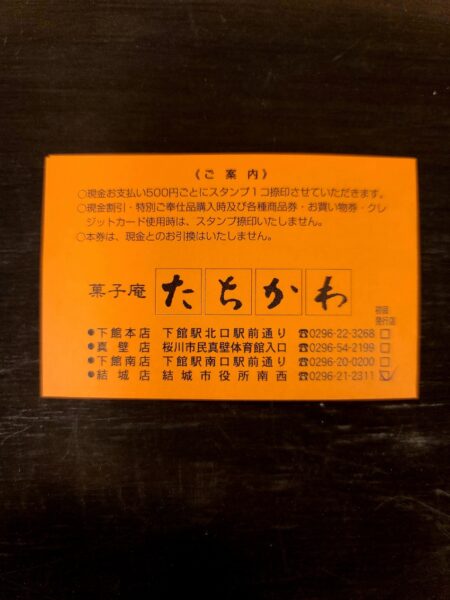 《ご案内》
○現金お支払い500円ごとにスタンプ1コ捺印させていただきます。
○現金割引・特別ご奉仕品購入時及び各種商品券・お買い物券・クレ
ジットカード使用時は、スタンプ捺印いたしません。
○本券は、現金とのお引換はいたしません。
菓子庵 たちかわ
初回
発行店
●下館本店 下館駅北口駅前通り ☎0296-22-3268 □
●真壁店 桜川市民真壁体育館入口 ☎0296-54-2199 □
●下館南店 下館駅南口駅前通り ☎0296-20-0200 □
●結城店 結城市役所南西 ☎0296-21-2311 ☑